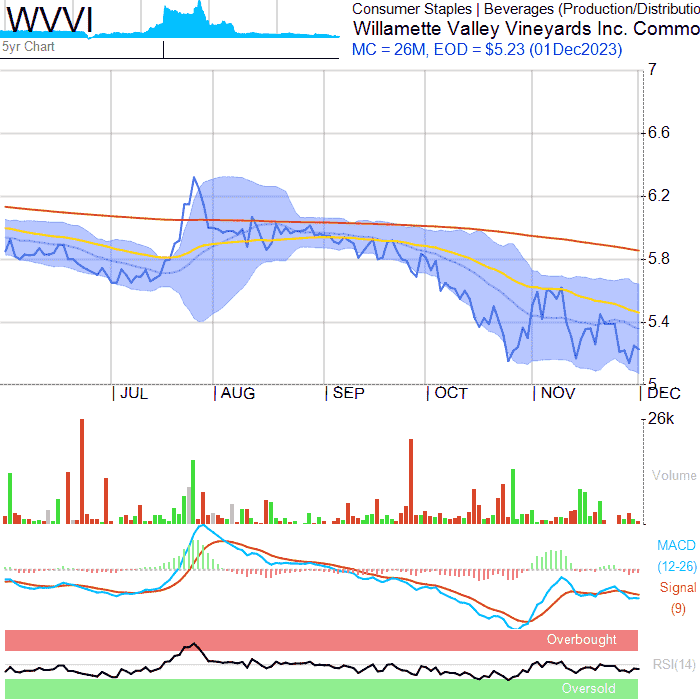 WVVI
5yr Chart
Consumer Staples | Beverages (Production/Distributio
Willamette Valley Vineyards Inc. Commo
MC = 26M, EOD = $5.23 (01Dec2023)
7
6.6
6.2
5.8
5.4
5
JUL AUG SEP OCT NOV DEC
26k
Volume
MACD
(12-26)
Signal
(9)
Overbought
RSI(14)
Oversold